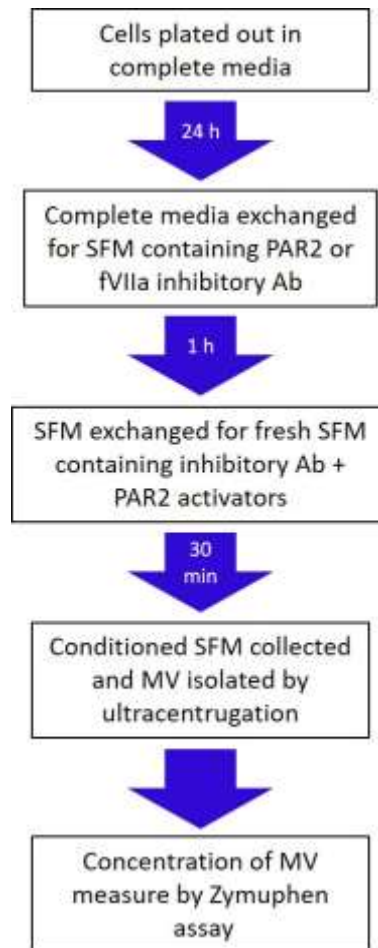 Cells plated out in
complete media
24 h
Complete media exchanged
for SFM containing PAR2 or
fVIIa inhibitory Ab
1 h
SFM exchanged for fresh SFM
containing inhibitory Ab +
PAR2 activators
30
min
Conditioned SFM collected
and MV isolated by
ultracentrugation
Concentration of MV
measure by Zymuphen
assay